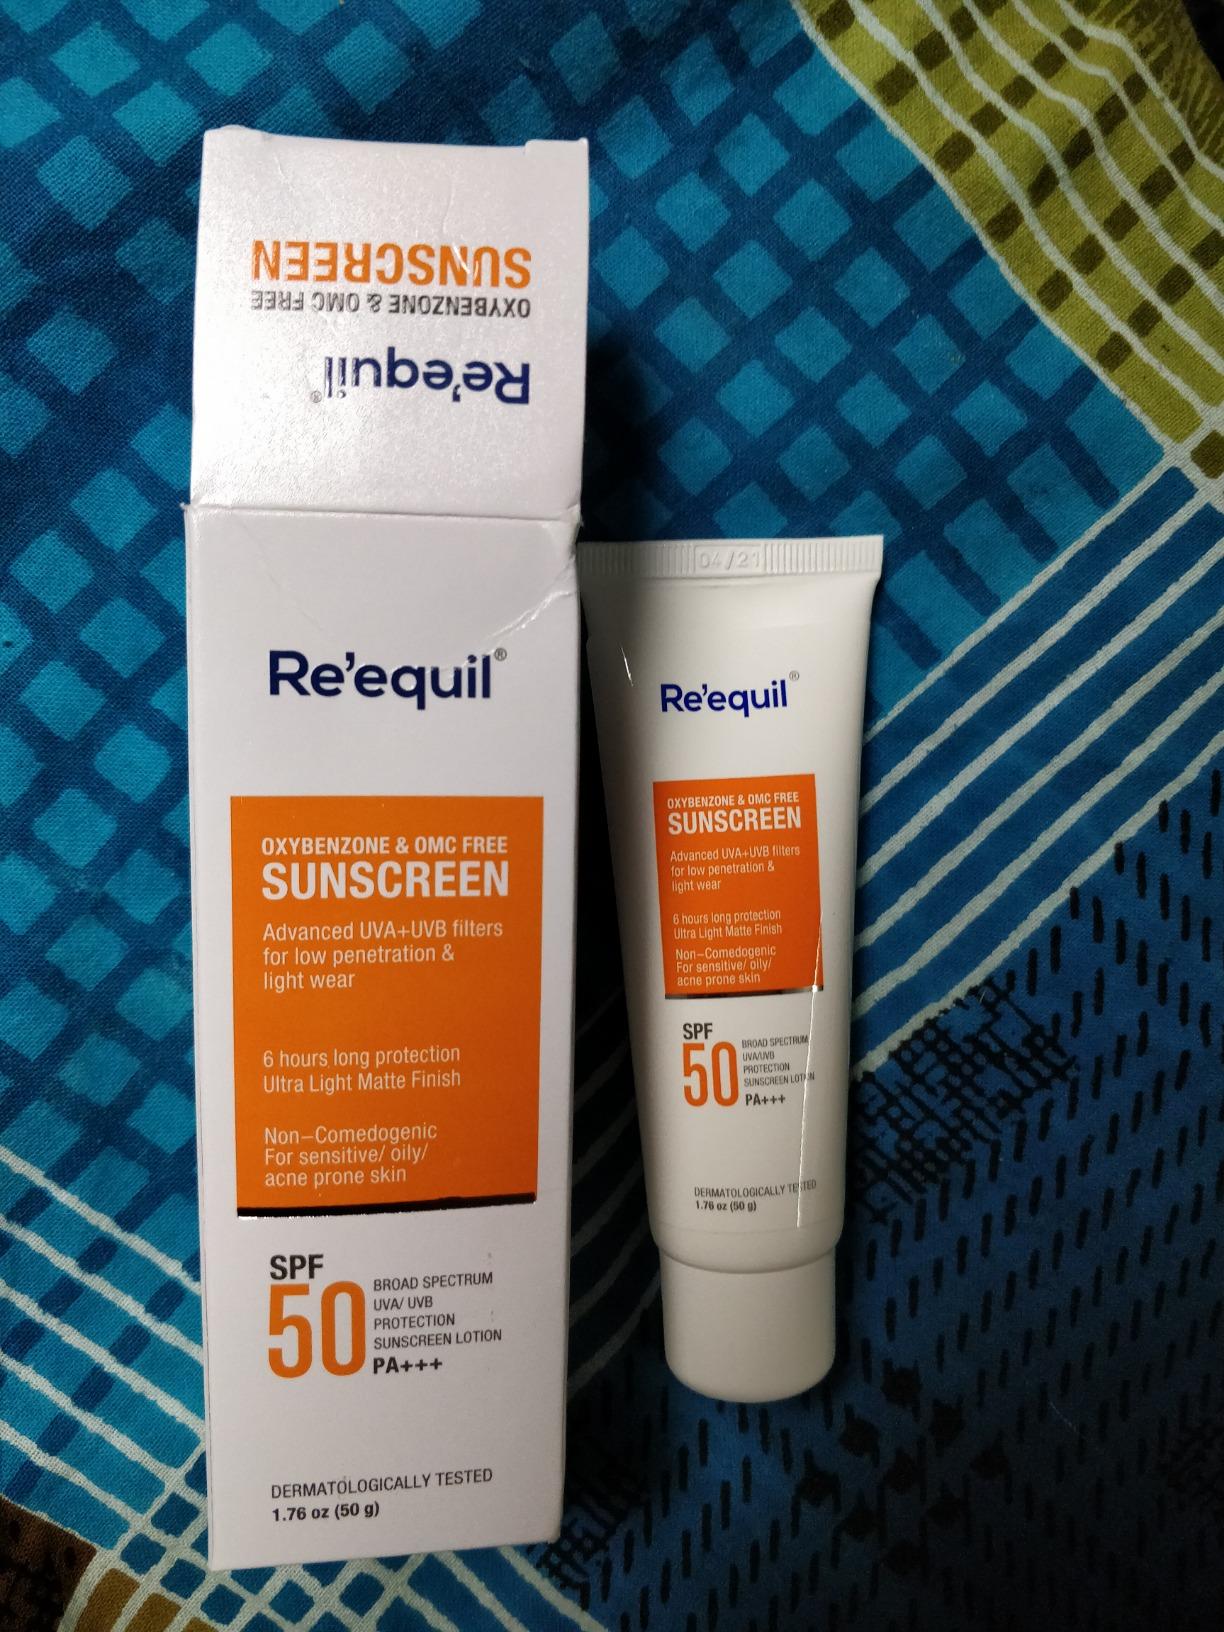 SUNSCREEN
OXYBENZONE & OMC FREE
Re'equil®
Re'equil®
OXYBENZONE & OMC FREE
SUNSCREEN
Advanced UVA+UVB filters
for low penetration &
light wear
6 hours long protection
Ultra Light Matte Finish
Non-Comedogenic
For sensitive/ oily/
acne prone skin
SPF
50
BROAD SPECTRUM
UVA/ UVB
PROTECTION
SUNSCREEN LOTION
PA+++
DERMATOLOGICALLY TESTED
1.76 oz (50 g)
04/21
Re'equil®
OXYBENZONE & OMC FREE
SUNSCREEN
Advanced UVA+UVB filters
for low penetration &
light wear
6 hours long protection
Ultra Light Matte Finish
Non-Comedogenic
For sensitive/ oily/
acne prone skin
SPF
50
BROAD SPECTRUM
UVA/UVB
PROTECTION
SUNSCREEN LOTION
PA+++
DERMATOLOGICALLY TESTED
1.76 oz (50 g)